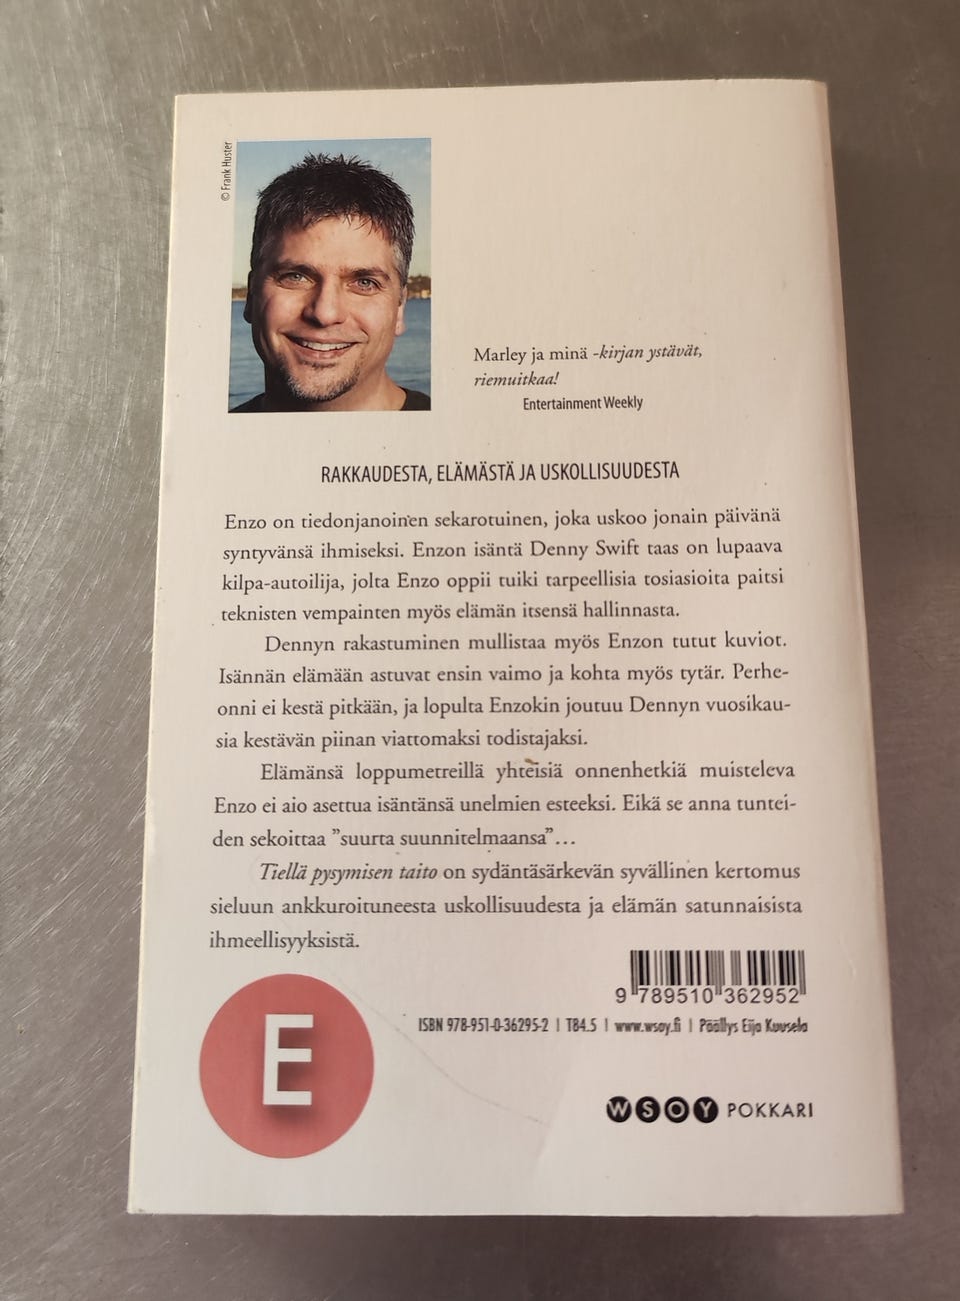 © Frank Huster
Marley ja minä -kirjan ystävät,
riemuitkaa!
Entertainment Weekly
RAKKAUDESTA, ELÄMÄSTÄ JA USKOLLISUUDESTA
Enzo on tiedonjanoinen sekarotuinen, joka uskoo jonain päivänä
syntyvänsä ihmiseksi. Enzon isäntä Denny Swift taas on lupaava
kilpa-autoilija, jolta Enzo oppii tuiki tarpeellisia tosiasioita paitsi
teknisten vempainten myös elämän itsensä hallinnasta.
Dennyn rakastuminen mullistaa myös Enzon tutut kuviot.
Isännän elämään astuvat ensin vaimo ja kohta myös tytär. Perhe-
onni ei kestä pitkään, ja lopulta Enzokin joutuu Dennyn vuosikau-
sia kestävän piinan viattomaksi todistajaksi.
Elämänsä loppumetreillä yhteisiä onnenhetkiä muisteleva
Enzo ei aio asettua isäntänsä unelmien esteeksi. Eikä se anna tuntei-
den sekoittaa ”suurta suunnitelmaansa”...
Tiellä pysymisen taito on sydäntäsärkevän syvällinen kertomus
sieluun ankkuroituneesta uskollisuudesta ja elämän satunnaisista
ihmeellisyyksistä.
9 789510 362952
ISBN 978-951-0-36295-2 | T84.5 | www.wsoy.fi | Päällys Eija Kuusela
E
WSOY POKKARI